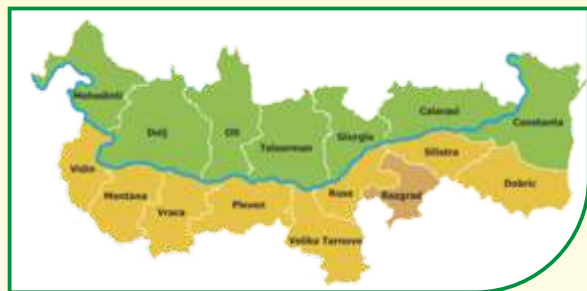 Mehedinti
Dolj
Olt
Teleorman
Giurgiu
Calarasi
Constanta
Vidin
Montana
Vraca
Pleven
Veliko Tarnovo
Ruse
Razgrad
Silistra
Dobric